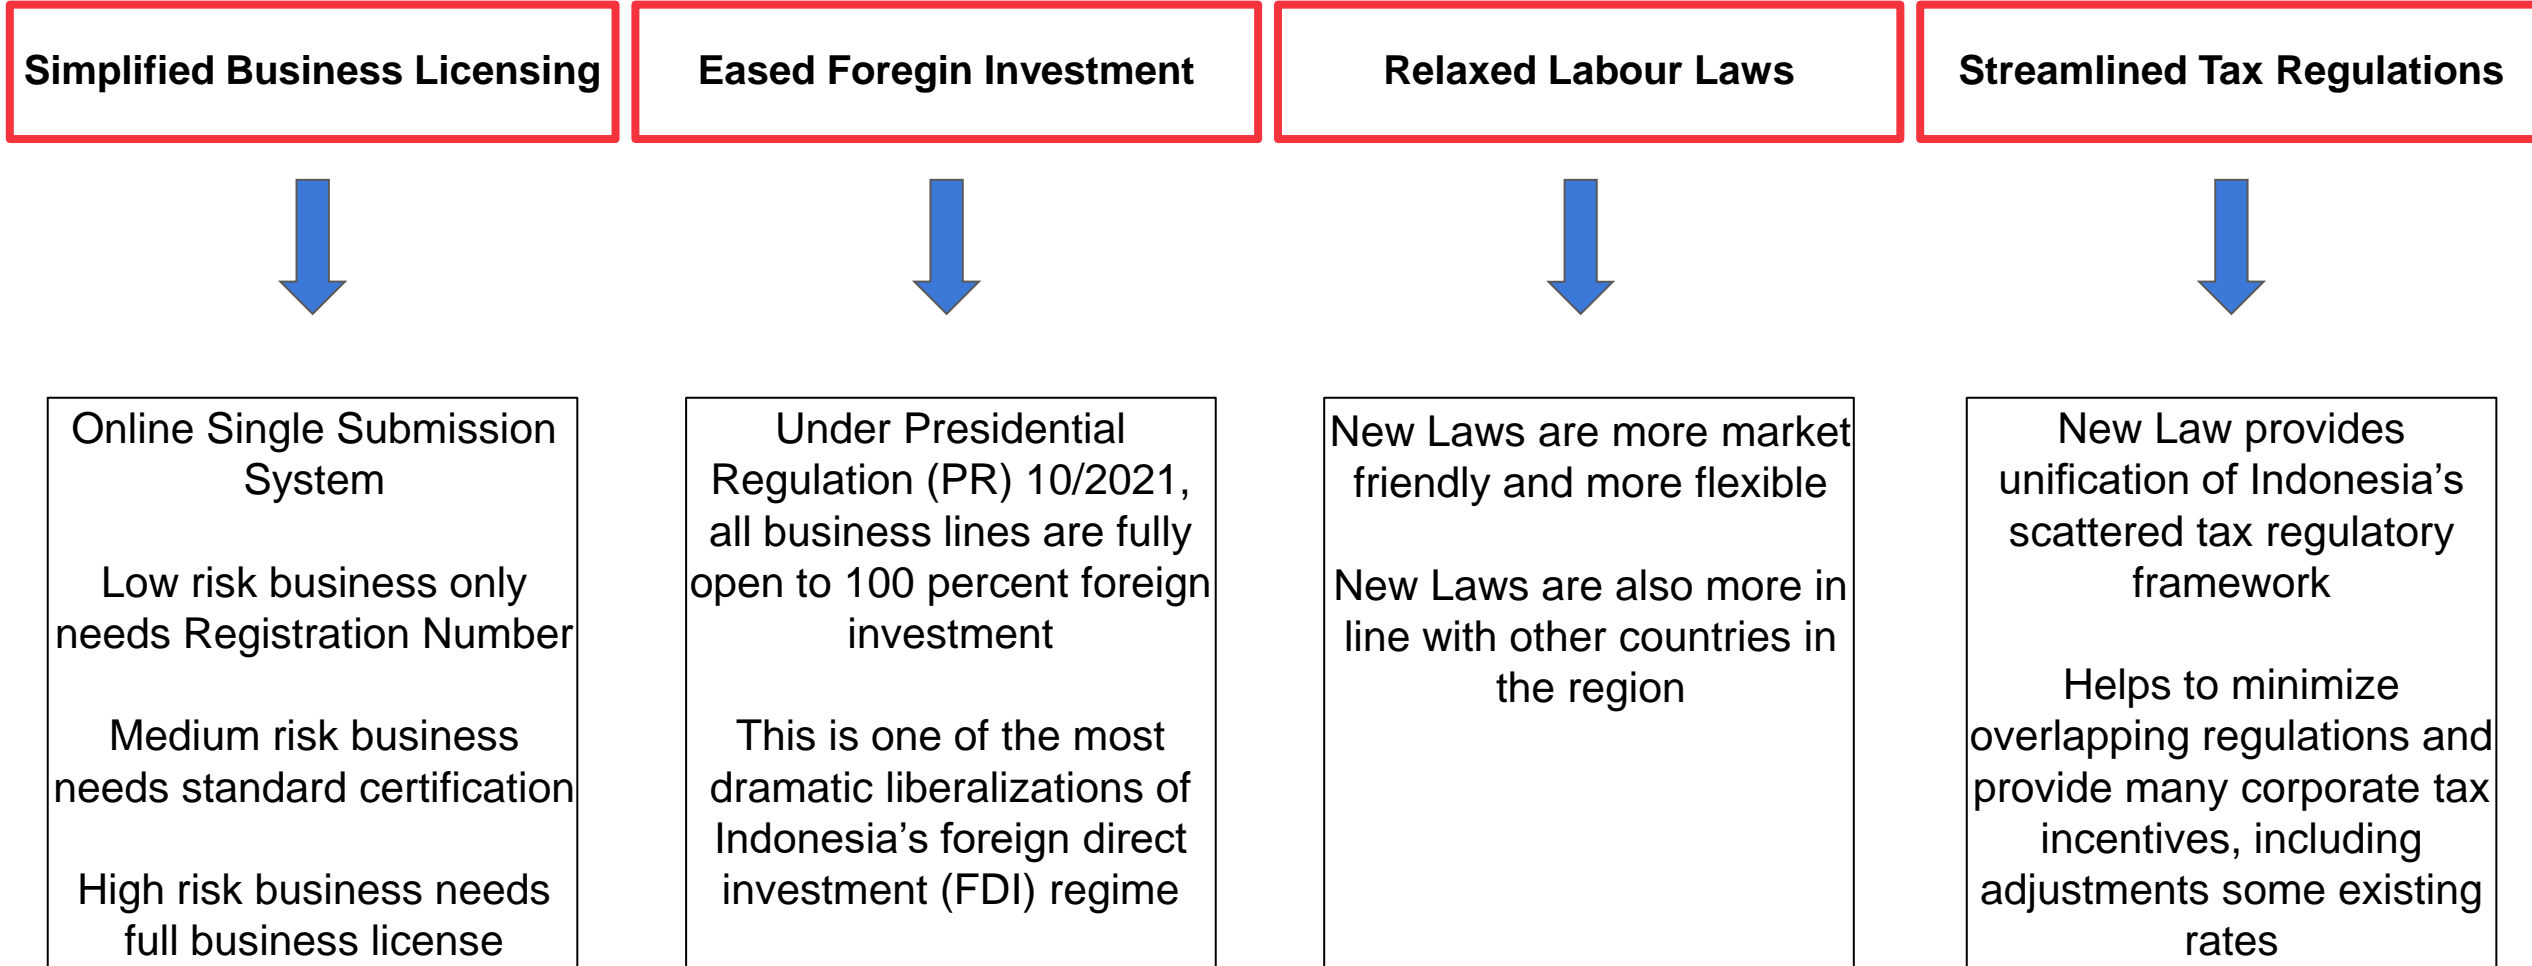 Simplified Business Licensing
Eased Foregin Investment
Relaxed Labour Laws
Streamlined Tax Regulations
Online Single Submission
System
Low risk business only
needs Registration Number
Medium risk business
needs standard certification
High risk business needs
full business license
Under Presidential
Regulation (PR) 10/2021,
all business lines are fully
open to 100 percent foreign
investment
This is one of the most
dramatic liberalizations of
Indonesia’s foreign direct
investment (FDI) regime
New Laws are more market
friendly and more flexible
New Laws are also more in
line with other countries in
the region
New Law provides
unification of Indonesia’s
scattered tax regulatory
framework
Helps to minimize
overlapping regulations and
provide many corporate tax
incentives, including
adjustments some existing
rates